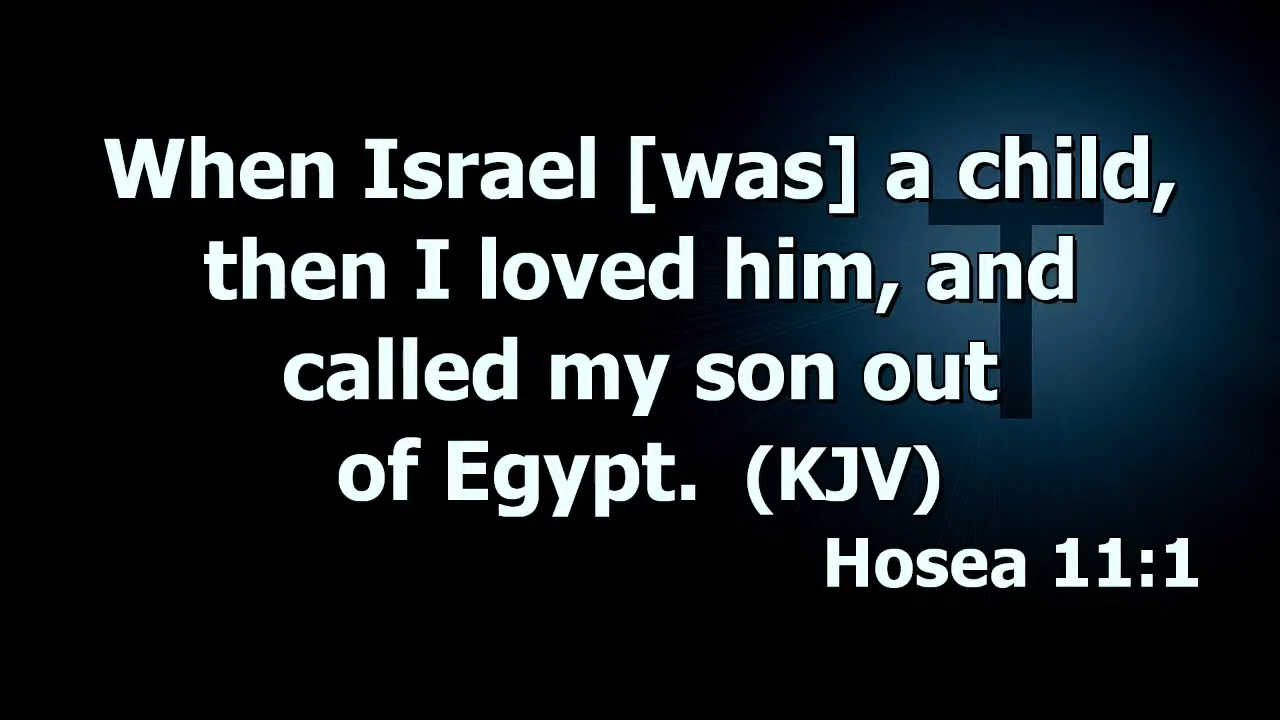 When Israel [was] a child,
then I loved him, and
called my son out
of Egypt. (KJV)
Hosea 11:1